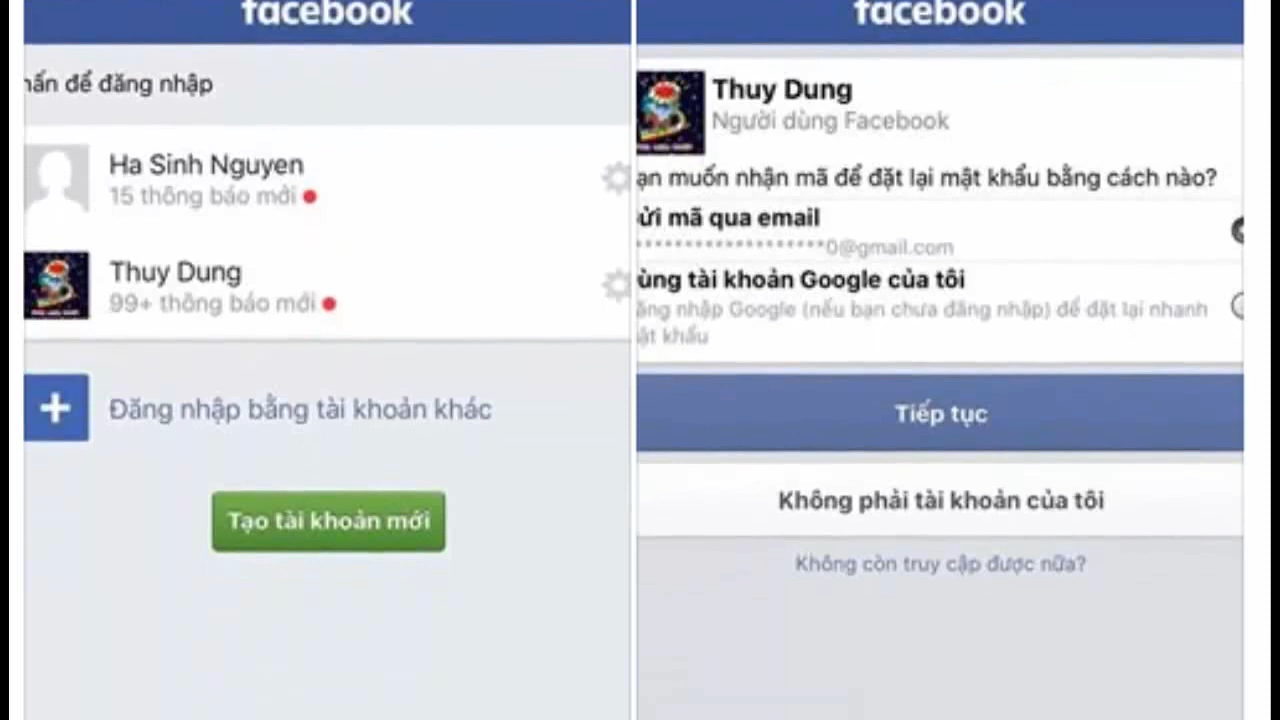 facebook
hấn để đăng nhập
Ha Sinh Nguyen
15 thông báo mới
Thuy Dung
99+ thông báo mới
Đăng nhập bằng tài khoản khác
Tạo tài khoản mới
facebook
Thuy Dung
Người dùng Facebook
ạn muốn nhận mã để đặt lại mật khẩu bằng cách nào?
ửi mã qua email
*******************0@gmail.com
ùng tài khoản Google của tôi
ăng nhập Google (nếu bạn chưa đăng nhập) để đặt lại nhanh
ật khẩu
Tiếp tục
Không phải tài khoản của tôi
Không còn truy cập được nữa?